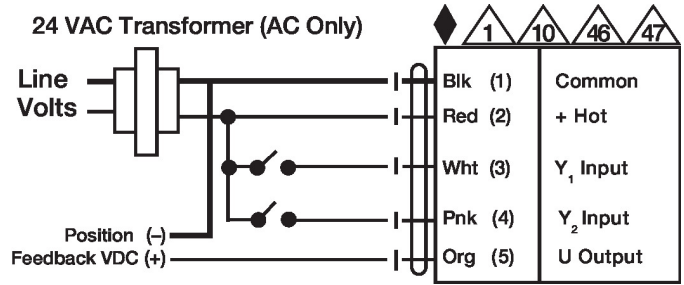 24 VAC Transformer (AC Only)
1 10 46 47
Line
Volts
Blk (1) Common
Red (2) + Hot
Wht (3) Y1 Input
Pnk (4) Y2 Input
Position (–)
Feedback VDC (+)
Org (5) U Output